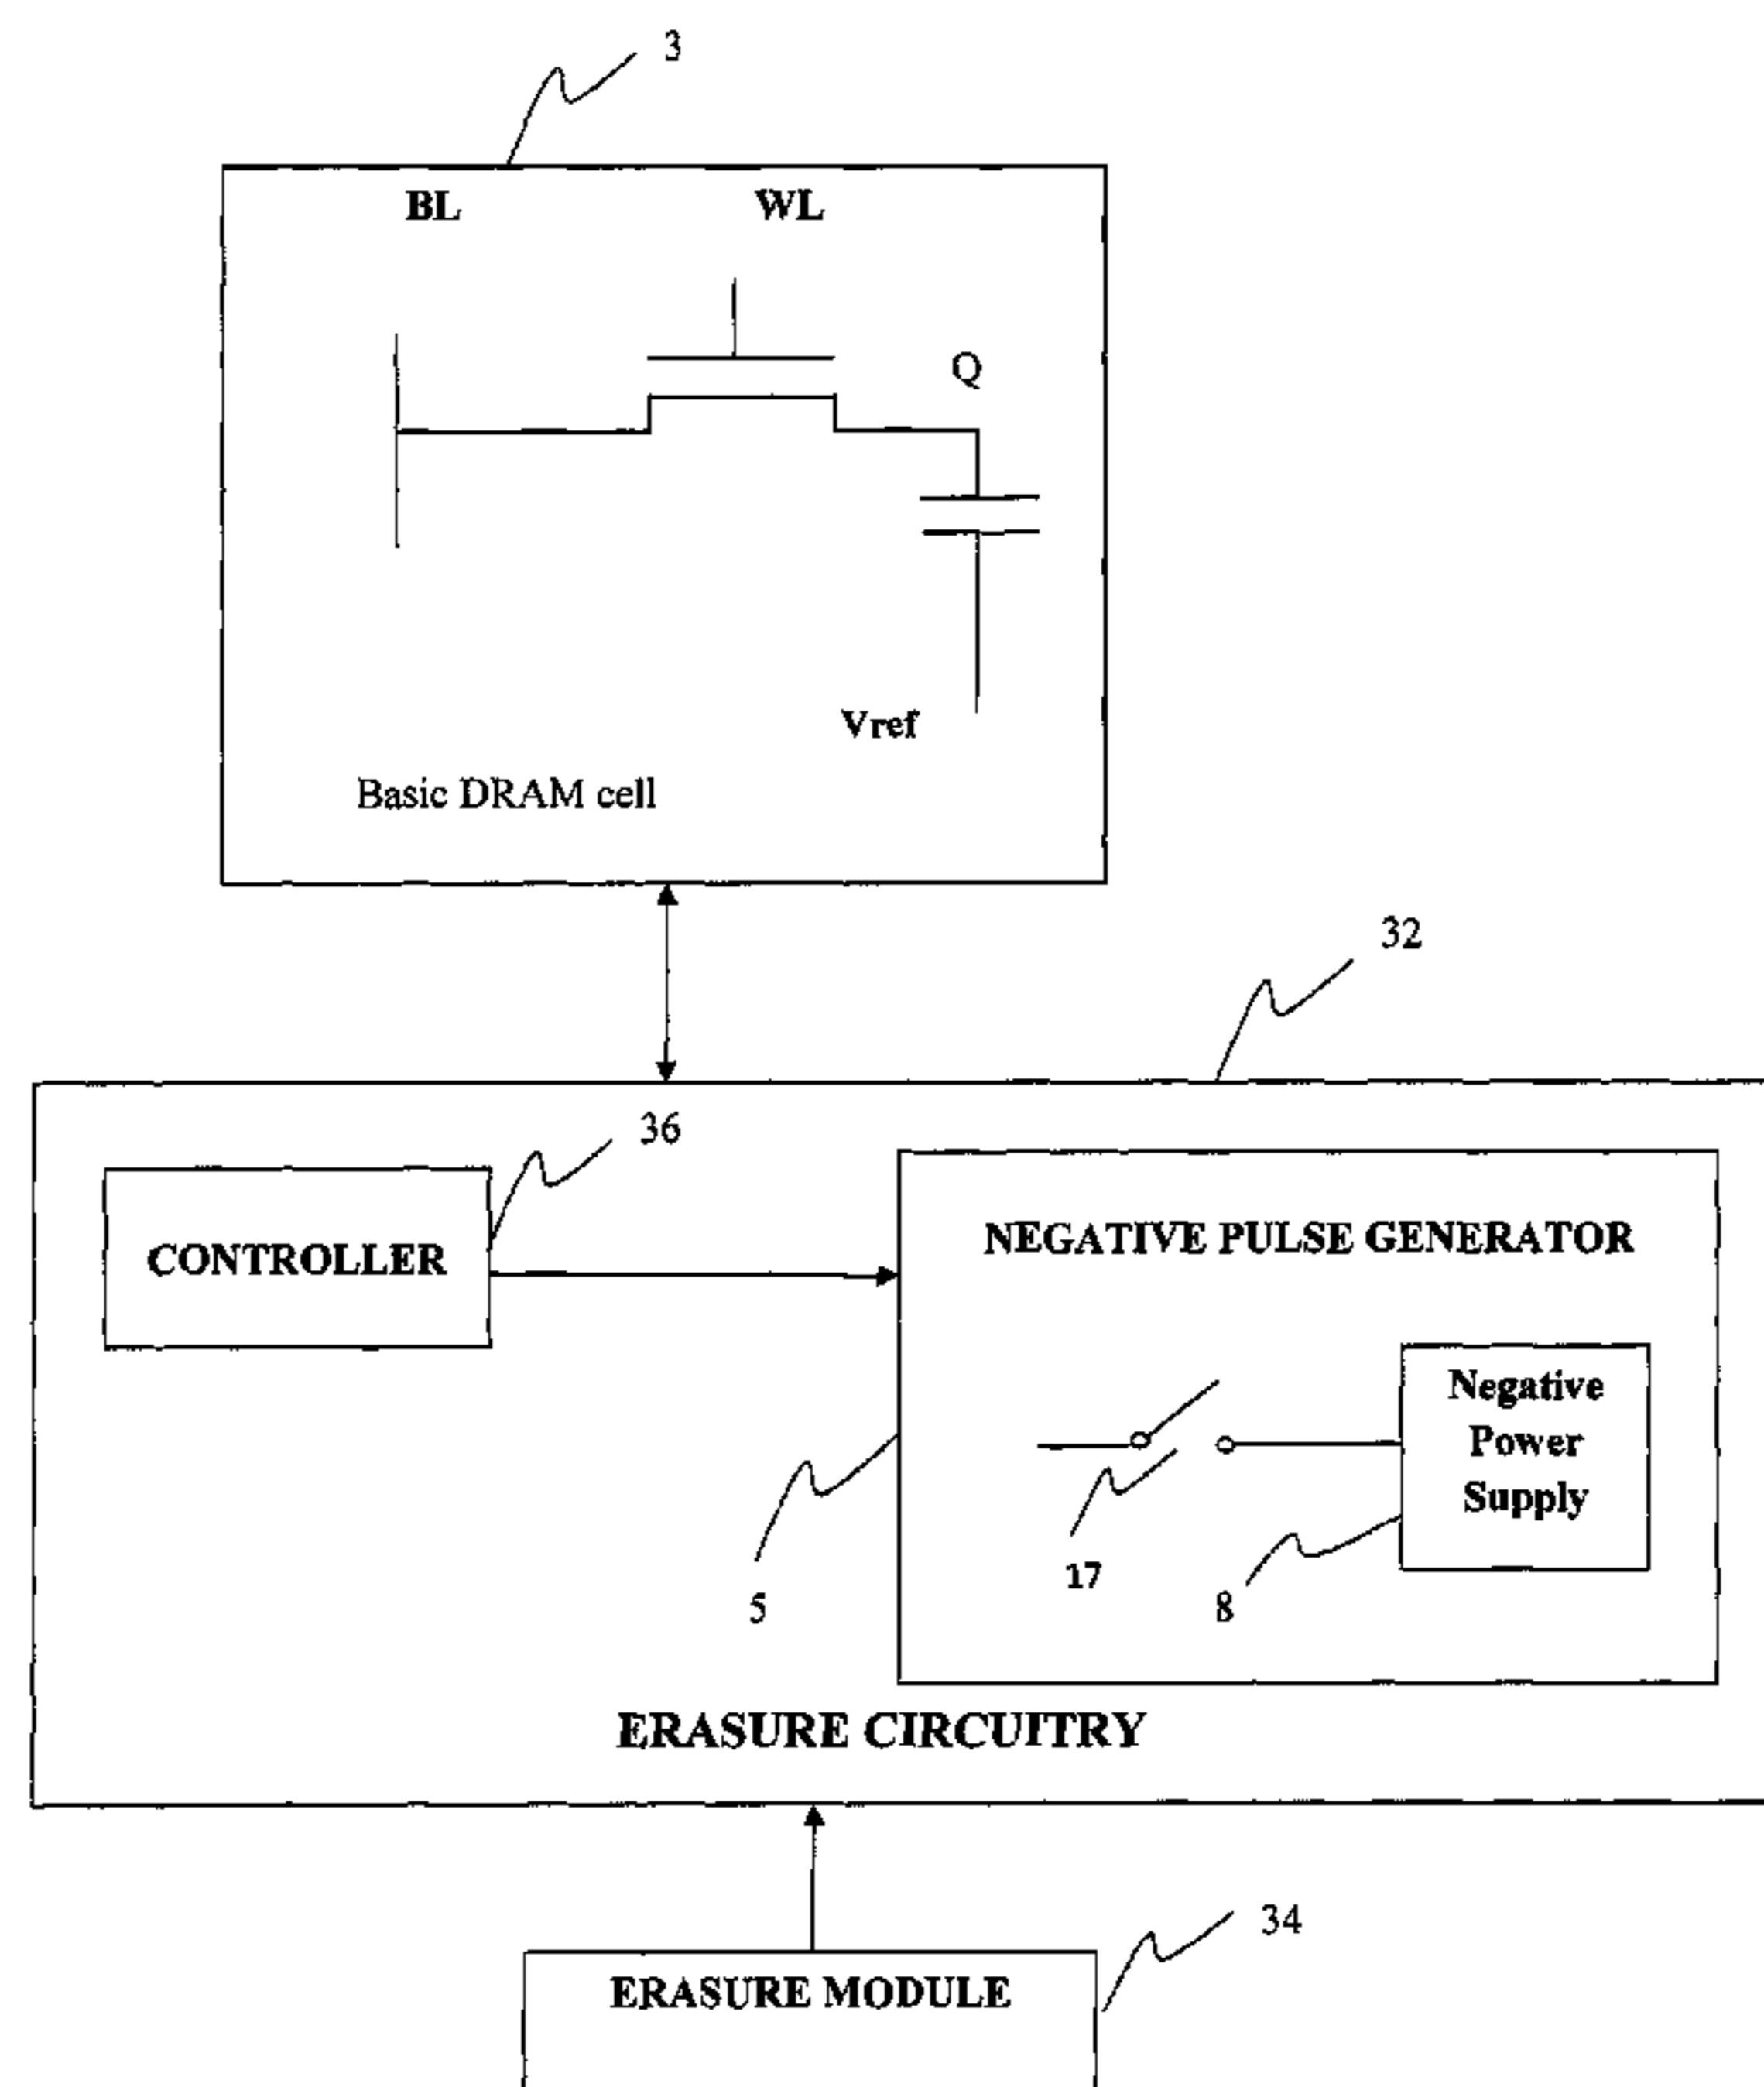 3
BL
WL
Q
Vref
Basic DRAM cell
32
36
CONTROLLER
NEGATIVE PULSE GENERATOR
Negative
Power
Supply
17
8
5
ERASURE CIRCUITRY
34
ERASURE MODULE